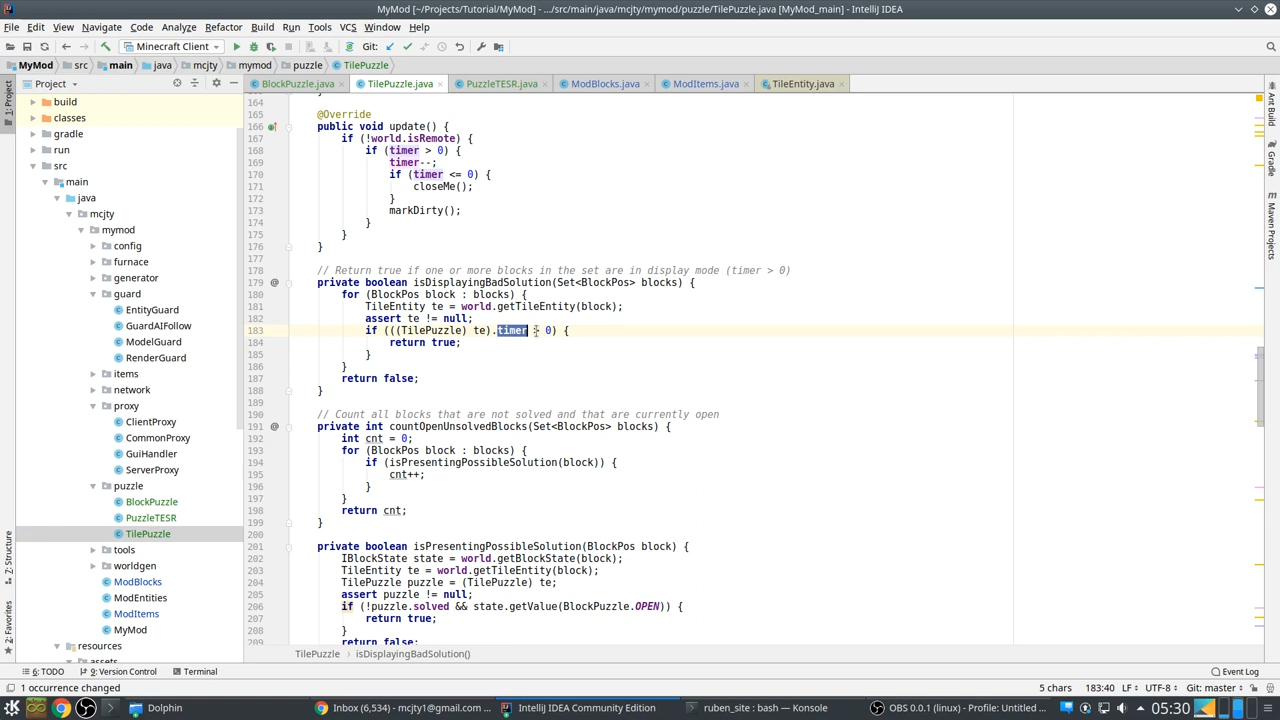 MyMod [~/Projects/Tutorial/MyMod] - .../src/main/java/mcjty/mymod/puzzle/TilePuzzle.java [MyMod_main] - IntelliJ IDEA
File Edit View Navigate Code Analyze Refactor Build Run Tools VCS Window Help
Minecraft Client Git:
MyMod src main java mcjty mymod puzzle TilePuzzle
Project BlockPuzzle.java TilePuzzle.java PuzzleTESR.java ModBlocks.java ModItems.java TileEntity.java
1: Project
7: Structure
2: Favorites
build
classes
gradle
run
src
main
java
mcjty
mymod
config
furnace
generator
guard
EntityGuard
GuardAIFollow
ModelGuard
RenderGuard
items
network
proxy
ClientProxy
CommonProxy
GuiHandler
ServerProxy
puzzle
BlockPuzzle
PuzzleTESR
TilePuzzle
tools
worldgen
ModBlocks
ModEntities
ModItems
MyMod
resources
assets
164
165 @Override
166 public void update() {
167 if (!world.isRemote) {
168 if (timer > 0) {
169 timer--;
170 if (timer <= 0) {
171 closeMe();
172 }
173 markDirty();
174 }
175 }
176 }
177
178 // Return true if one or more blocks in the set are in display mode (timer > 0)
179 @ private boolean isDisplayingBadSolution(Set<BlockPos> blocks) {
180 for (BlockPos block : blocks) {
181 TileEntity te = world.getTileEntity(block);
182 assert te != null;
183 if (((TilePuzzle) te).timer > 0) {
184 return true;
185 }
186 }
187 return false;
188 }
189
190 // Count all blocks that are not solved and that are currently open
191 @ private int countOpenUnsolvedBlocks(Set<BlockPos> blocks) {
192 int cnt = 0;
193 for (BlockPos block : blocks) {
194 if (isPresentingPossibleSolution(block)) {
195 cnt++;
196 }
197 }
198 return cnt;
199 }
200
201 private boolean isPresentingPossibleSolution(BlockPos block) {
202 IBlockState state = world.getBlockState(block);
203 TileEntity te = world.getTileEntity(block);
204 TilePuzzle puzzle = (TilePuzzle) te;
205 assert puzzle != null;
206 if (!puzzle.solved && state.getValue(BlockPuzzle.OPEN)) {
207 return true;
208 }
209 return false;
Ant Build
Gradle
Maven Projects
TilePuzzle › isDisplayingBadSolution()
6: TODO 9: Version Control Terminal Event Log
1 occurrence changed 5 chars 183:40 LF UTF-8 Git: master
Dolphin Inbox (6,534) - mcjty1@gmail.com ... IntelliJ IDEA Community Edition ruben_site : bash — Konsole OBS 0.0.1 (linux) - Profile: Untitled ... 05:30